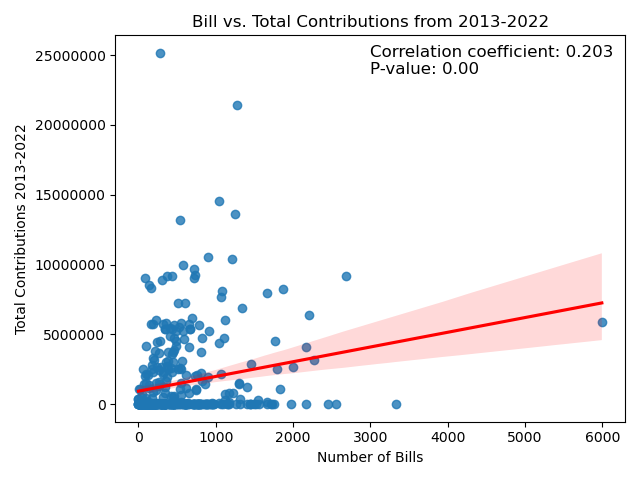 Bill vs. Total Contributions from 2013-2022
Correlation coefficient: 0.203
P-value: 0.00
Total Contributions 2013-2022
25000000
20000000
15000000
10000000
5000000
0
0 1000 2000 3000 4000 5000 6000
Number of Bills